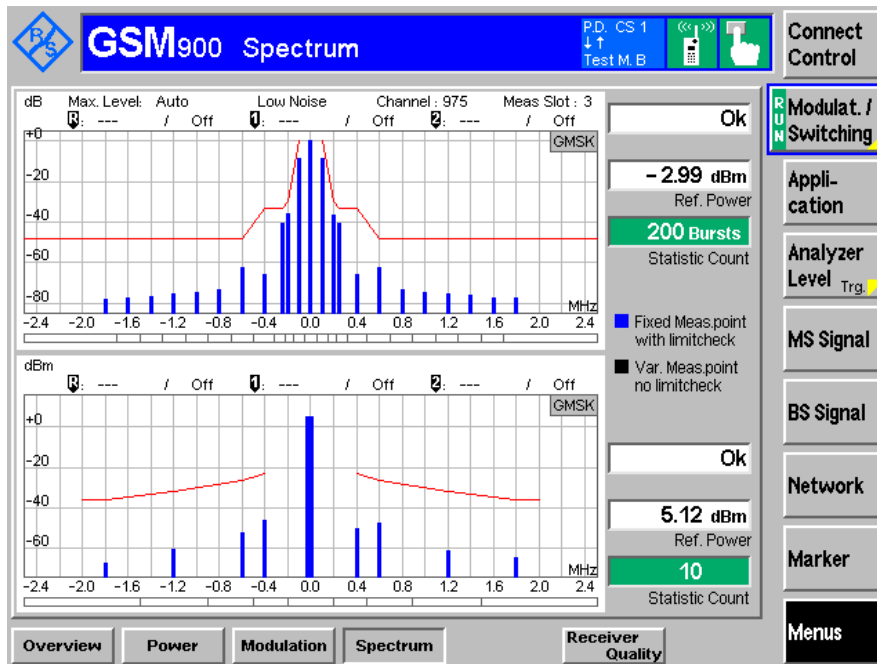 R&S
GSM900 Spectrum
P.D. CS 1
Test M. B
Connect Control
dB Max. Level: Auto Low Noise Channel : 975 Meas Slot : 3
R: --- / Off 1: --- / Off 2: --- / Off
GMSK
+0
-20
-40
-60
-80
MHz
-2.4 -2.0 -1.6 -1.2 -0.8 -0.4 0.0 0.4 0.8 1.2 1.6 2.0 2.4
Ok
-2.99 dBm
Ref. Power
200 Bursts
Statistic Count
Fixed Meas.point
with limitcheck
Var. Meas.point
no limitcheck
dBm
R: --- / Off 1: --- / Off 2: --- / Off
GMSK
+0
-20
-40
-60
MHz
-2.4 -2.0 -1.6 -1.2 -0.8 -0.4 0.0 0.4 0.8 1.2 1.6 2.0 2.4
Ok
5.12 dBm
Ref. Power
10
Statistic Count
RUN
Modulat. /
Switching
Appli-
cation
Analyzer
Level Trg.
MS Signal
BS Signal
Network
Marker
Menus
Overview Power Modulation Spectrum Receiver
Quality